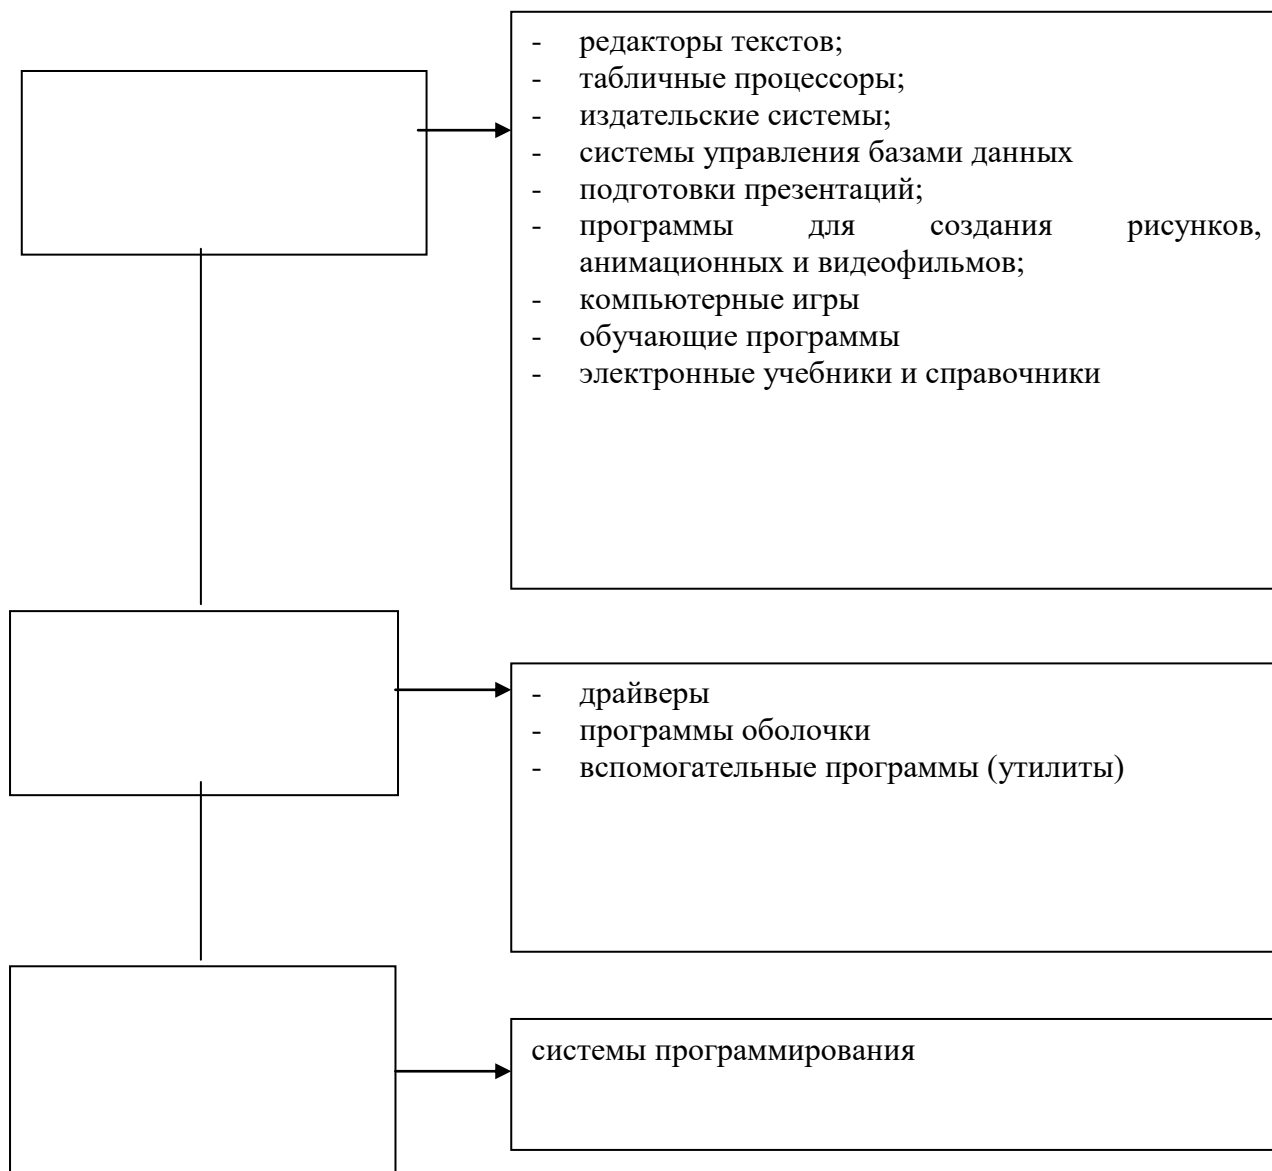 - редакторы текстов;
- табличные процессоры;
- издательские системы;
- системы управления базами данных
- подготовки презентаций;
- программы для создания рисунков,
анимационных и видеофильмов;
- компьютерные игры
- обучающие программы
- электронные учебники и справочники
- драйверы
- программы оболочки
- вспомогательные программы (утилиты)
системы программирования